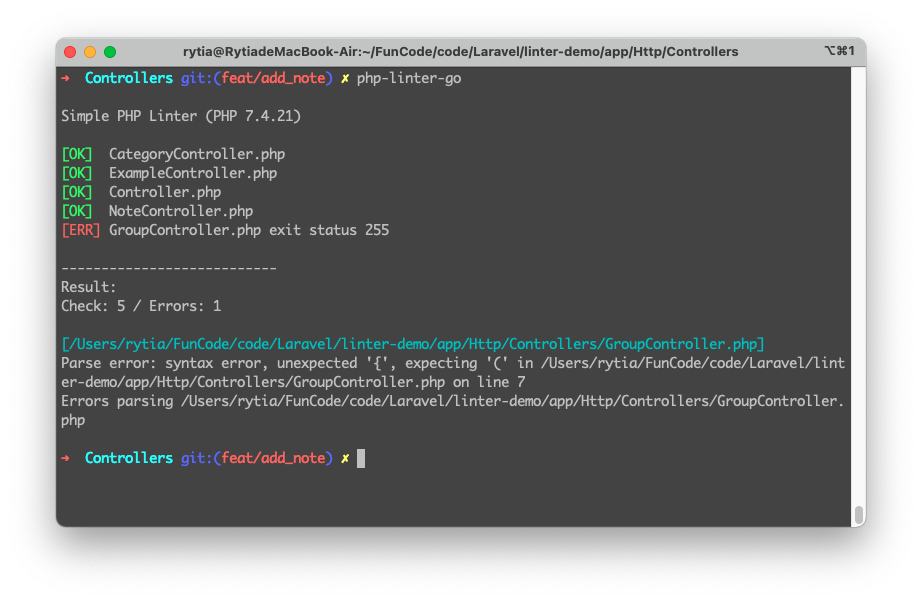 rytia@RytiadeMacBook-Air:~/FunCode/code/Laravel/linter-demo/app/Http/Controllers ⌥⌘1
➜ Controllers git:(feat/add_note) ✗ php-linter-go
Simple PHP Linter (PHP 7.4.21)
[OK] CategoryController.php
[OK] ExampleController.php
[OK] Controller.php
[OK] NoteController.php
[ERR] GroupController.php exit status 255
---------------------------
Result:
Check: 5 / Errors: 1
[/Users/rytia/FunCode/code/Laravel/linter-demo/app/Http/Controllers/GroupController.php]
Parse error: syntax error, unexpected '{', expecting '(' in /Users/rytia/FunCode/code/Laravel/lint
er-demo/app/Http/Controllers/GroupController.php on line 7
Errors parsing /Users/rytia/FunCode/code/Laravel/linter-demo/app/Http/Controllers/GroupController.
php
➜ Controllers git:(feat/add_note) ✗